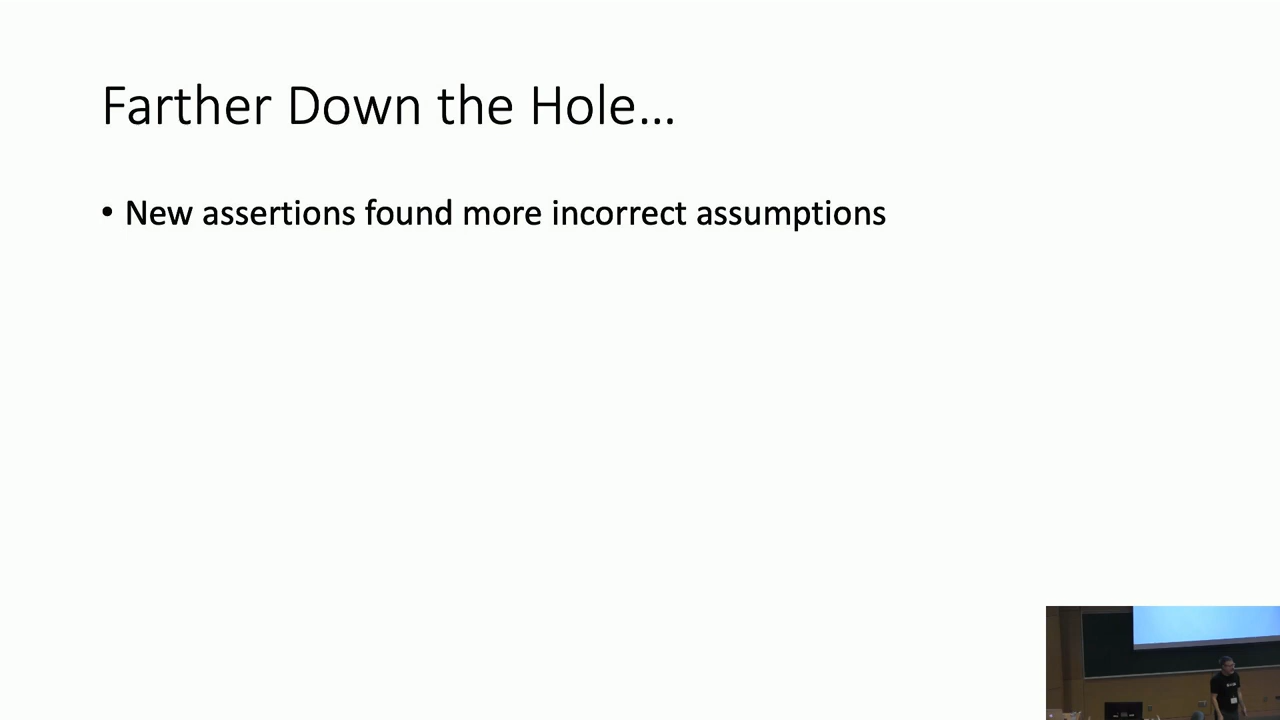 Farther Down the Hole…
• New assertions found more incorrect assumptions